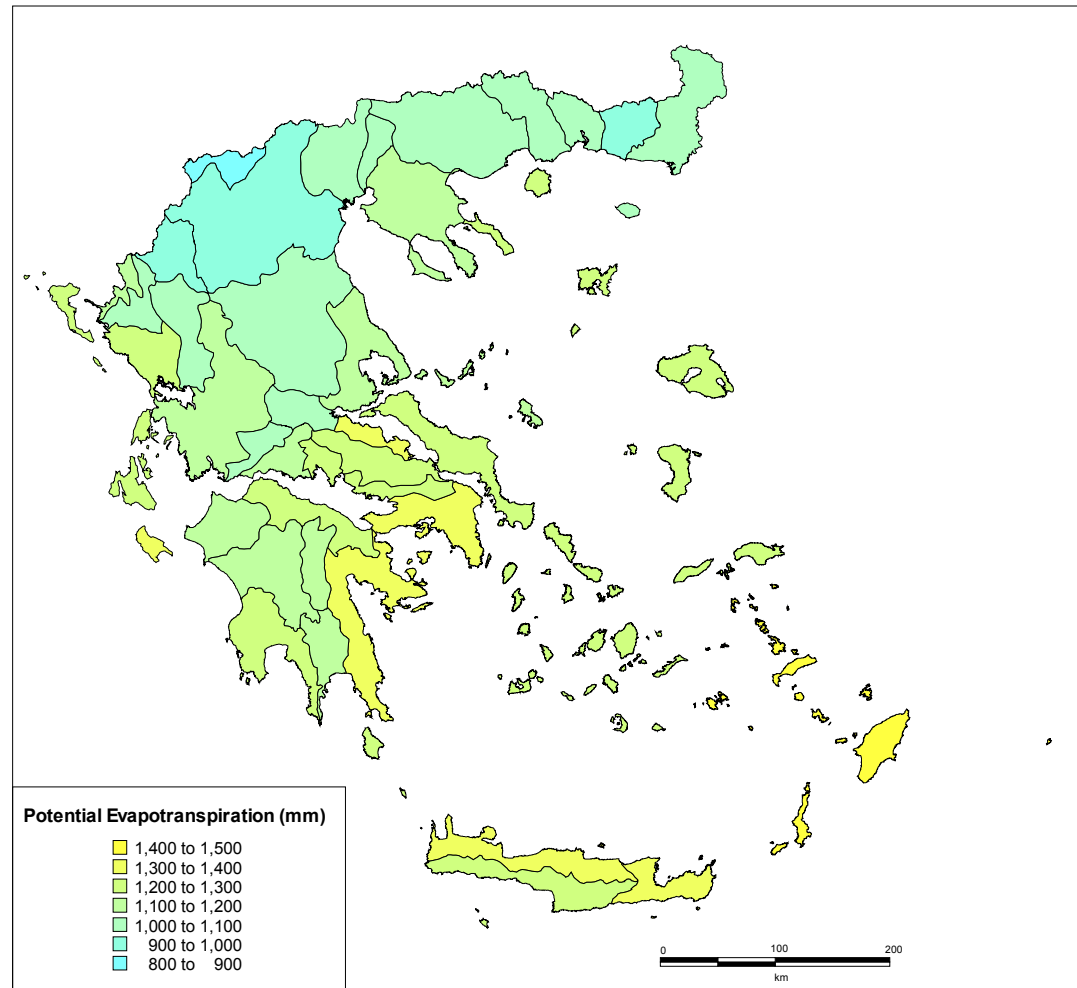 Potential Evapotranspiration (mm)
1,400 to 1,500
1,300 to 1,400
1,200 to 1,300
1,100 to 1,200
1,000 to 1,100
900 to 1,000
800 to 900
0 100 200
km